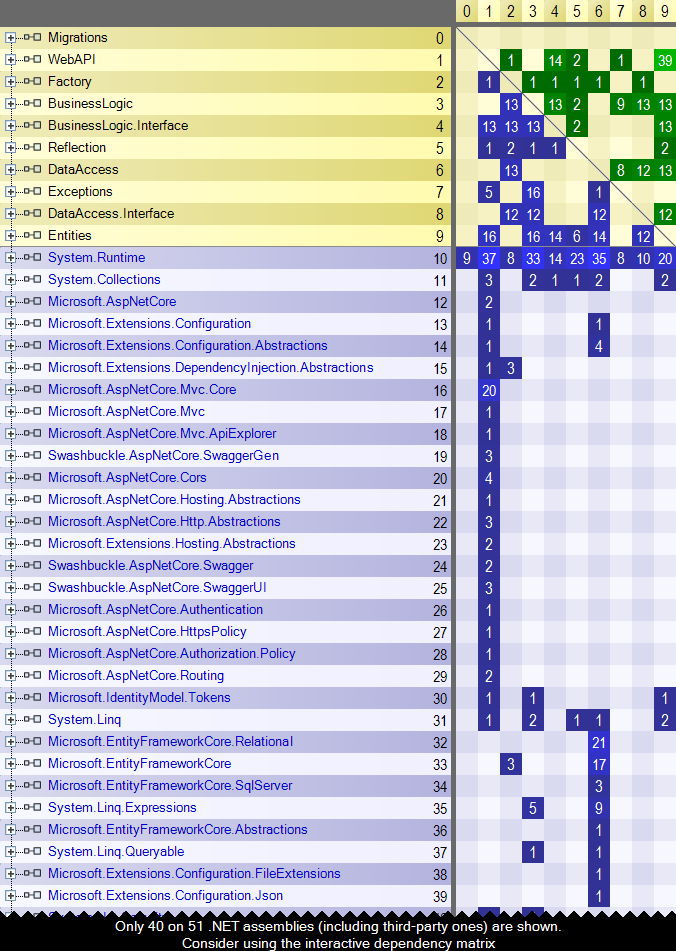 0 1 2 3 4 5 6 7 8 9
Migrations 0
WebAPI 1 1 14 2 1 39
Factory 2 1 1 1 1 1 1
BusinessLogic 3 13 13 2 9 13 13
BusinessLogic.Interface 4 13 13 13 2 13
Reflection 5 1 2 1 1 2
DataAccess 6 13 8 12 13
Exceptions 7 5 16 1
DataAccess.Interface 8 12 12 12 12
Entities 9 16 16 14 6 14 12
System.Runtime 10 9 37 8 33 14 23 35 8 10 20
System.Collections 11 3 2 1 1 2 2
Microsoft.AspNetCore 12 2
Microsoft.Extensions.Configuration 13 1 1
Microsoft.Extensions.Configuration.Abstractions 14 1 4
Microsoft.Extensions.DependencyInjection.Abstractions 15 1 3
Microsoft.AspNetCore.Mvc.Core 16 20
Microsoft.AspNetCore.Mvc 17 1
Microsoft.AspNetCore.Mvc.ApiExplorer 18 1
Swashbuckle.AspNetCore.SwaggerGen 19 3
Microsoft.AspNetCore.Cors 20 4
Microsoft.AspNetCore.Hosting.Abstractions 21 1
Microsoft.AspNetCore.Http.Abstractions 22 3
Microsoft.Extensions.Hosting.Abstractions 23 2
Swashbuckle.AspNetCore.Swagger 24 2
Swashbuckle.AspNetCore.SwaggerUI 25 3
Microsoft.AspNetCore.Authentication 26 1
Microsoft.AspNetCore.HttpsPolicy 27 1
Microsoft.AspNetCore.Authorization.Policy 28 1
Microsoft.AspNetCore.Routing 29 2
Microsoft.IdentityModel.Tokens 30 1 1 1
System.Linq 31 1 2 1 1 2
Microsoft.EntityFrameworkCore.Relational 32 21
Microsoft.EntityFrameworkCore 33 3 17
Microsoft.EntityFrameworkCore.SqlServer 34 3
System.Linq.Expressions 35 5 9
Microsoft.EntityFrameworkCore.Abstractions 36 1
System.Linq.Queryable 37 1 1
Microsoft.Extensions.Configuration.FileExtensions 38 1
Microsoft.Extensions.Configuration.Json 39 1
Only 40 on 51 .NET assemblies (including third-party ones) are shown.
Consider using the interactive dependency matrix